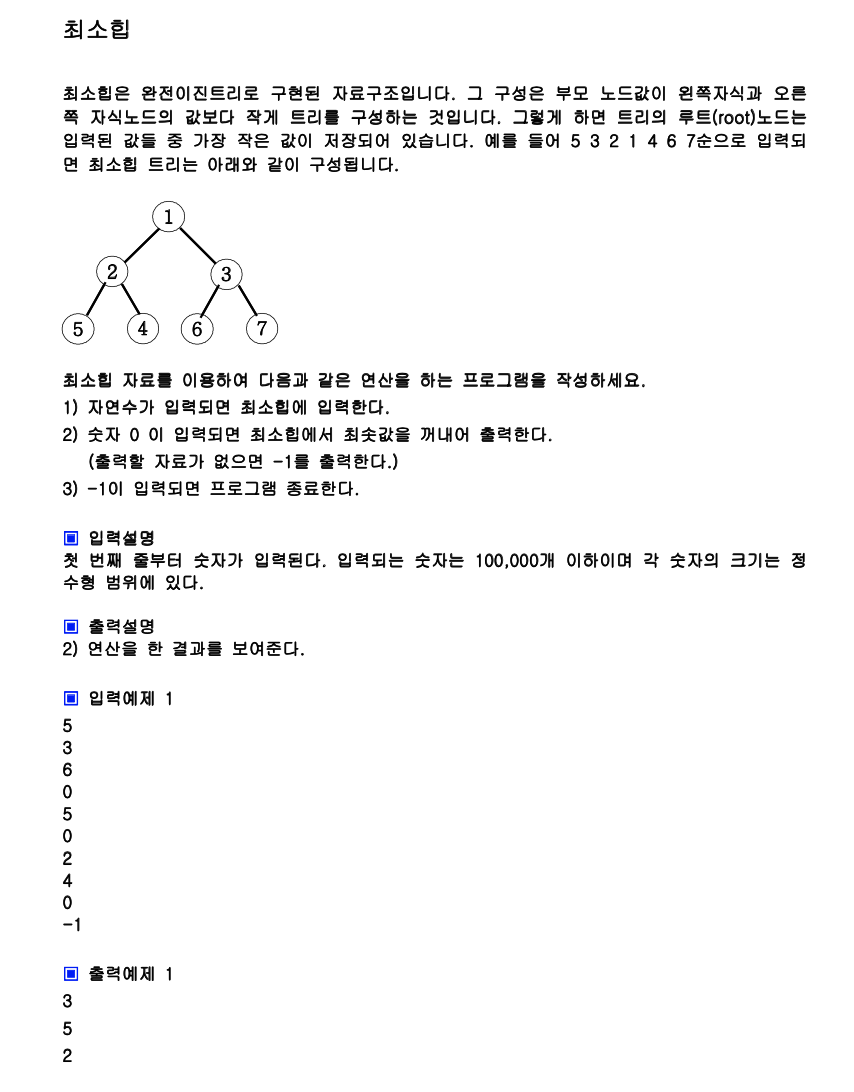 최소힙
최소힙은 완전이진트리로 구현된 자료구조입니다. 그 구성은 부모 노드값이 왼쪽자식과 오른
쪽 자식노드의 값보다 작게 트리를 구성하는 것입니다. 그렇게 하면 트리의 루트(root)노드는
입력된 값들 중 가장 작은 값이 저장되어 있습니다. 예를 들어 5 3 2 1 4 6 7순으로 입력되
면 최소힙 트리는 아래와 같이 구성됩니다.
1
2 3
5 4 6 7
최소힙 자료를 이용하여 다음과 같은 연산을 하는 프로그램을 작성하세요.
1) 자연수가 입력되면 최소힙에 입력한다.
2) 숫자 0 이 입력되면 최소힙에서 최솟값을 꺼내어 출력한다.
(출력할 자료가 없으면 -1를 출력한다.)
3) -1이 입력되면 프로그램 종료한다.
▣ 입력설명
첫 번째 줄부터 숫자가 입력된다. 입력되는 숫자는 100,000개 이하이며 각 숫자의 크기는 정
수형 범위에 있다.
▣ 출력설명
2) 연산을 한 결과를 보여준다.
▣ 입력예제 1
5
3
6
0
5
0
2
4
0
-1
▣ 출력예제 1
3
5
2